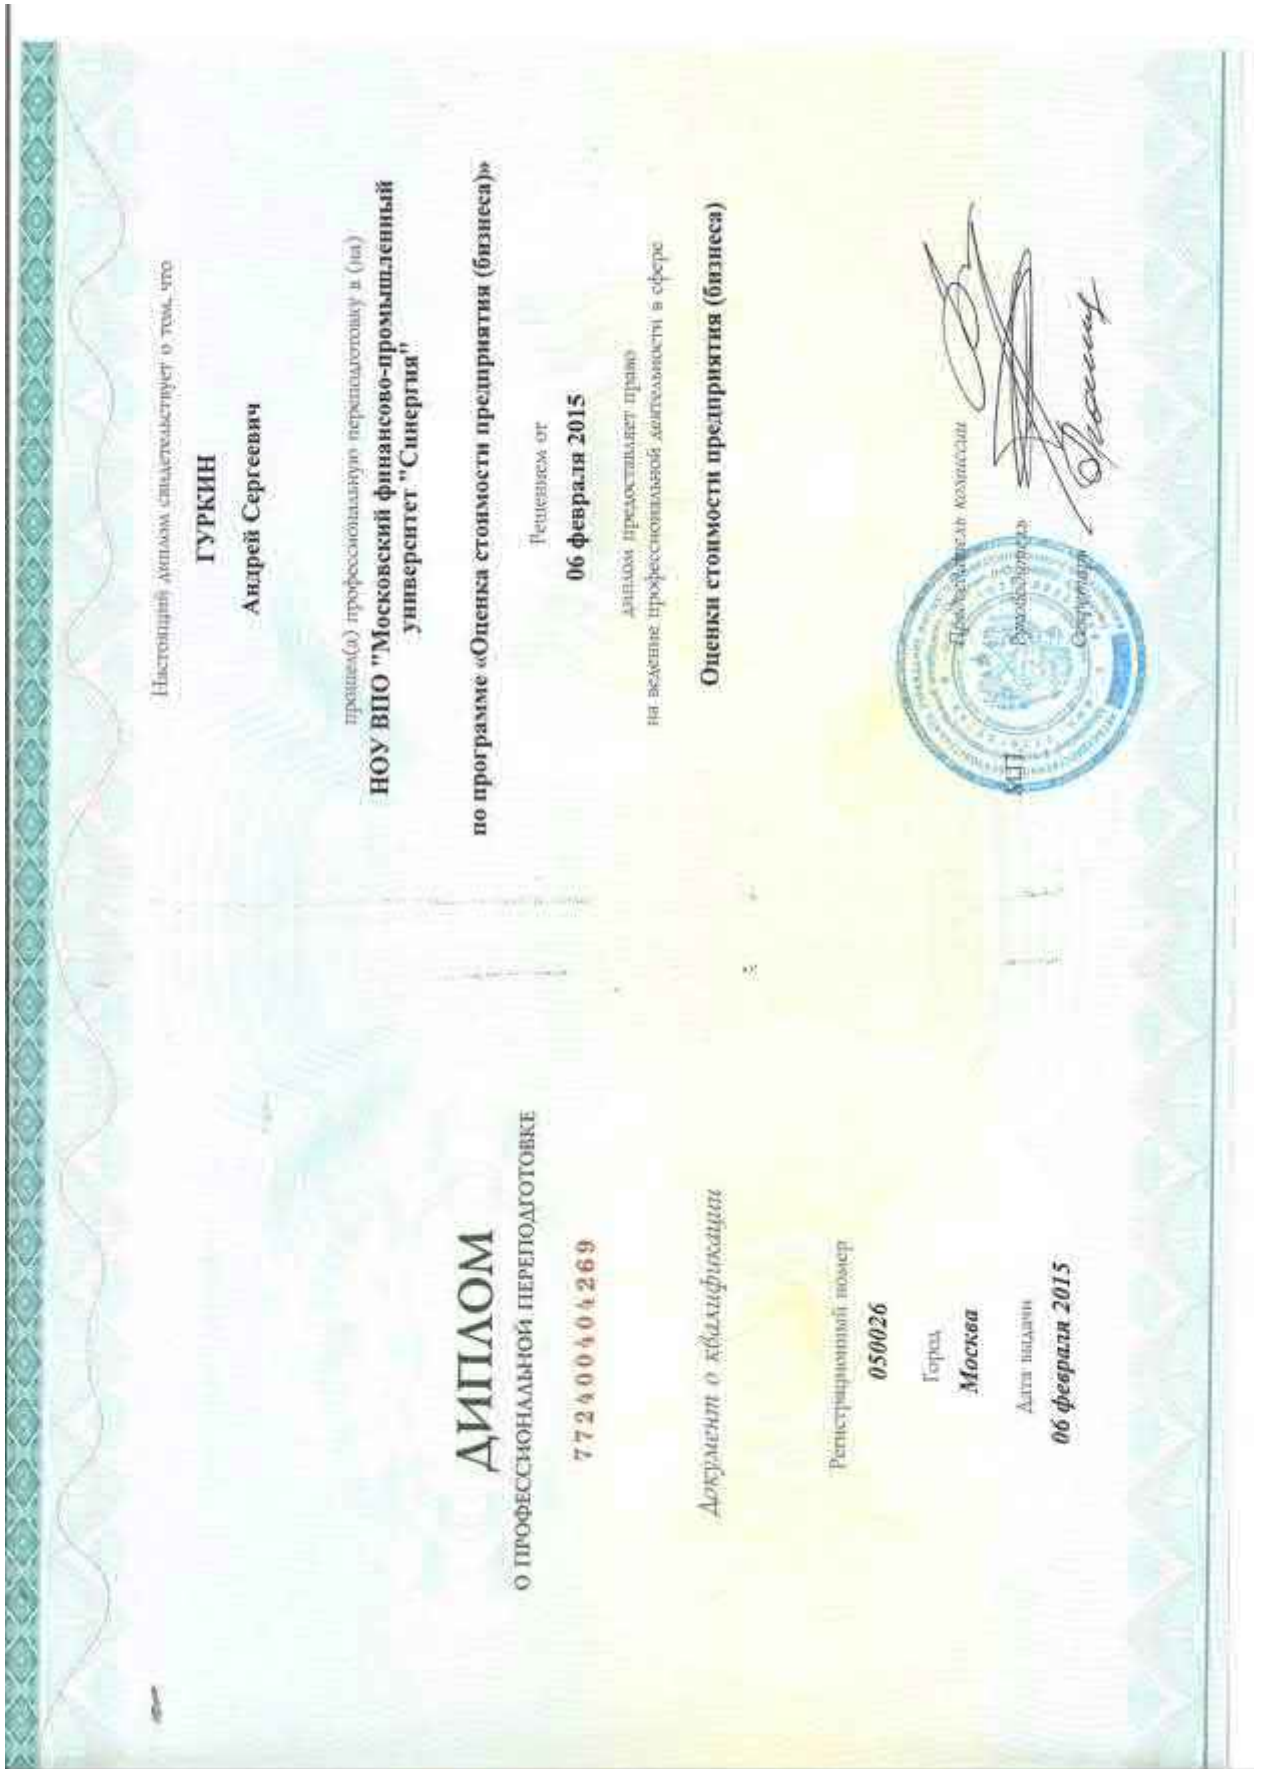 ДИПЛОМ
О ПРОФЕССИОНАЛЬНОЙ ПЕРЕПОДГОТОВКЕ
772400404269
Документ о квалификации
Регистрационный номер
050026
Город
Москва
Дата выдачи
06 февраля 2015
Настоящий диплом свидетельствует о том, что
ГУРКИН
Андрей Сергеевич
прошел(а) профессиональную переподготовку в (на)
НОУ ВПО "Московский финансово-промышленный
университет "Синергия"
по программе «Оценка стоимости предприятия (бизнеса)»
Решением от
06 февраля 2015
диплом предоставляет право
на ведение профессиональной деятельности в сфере
Оценки стоимости предприятия (бизнеса)
Председатель комиссии
Руководитель
М.П.
Секретарь